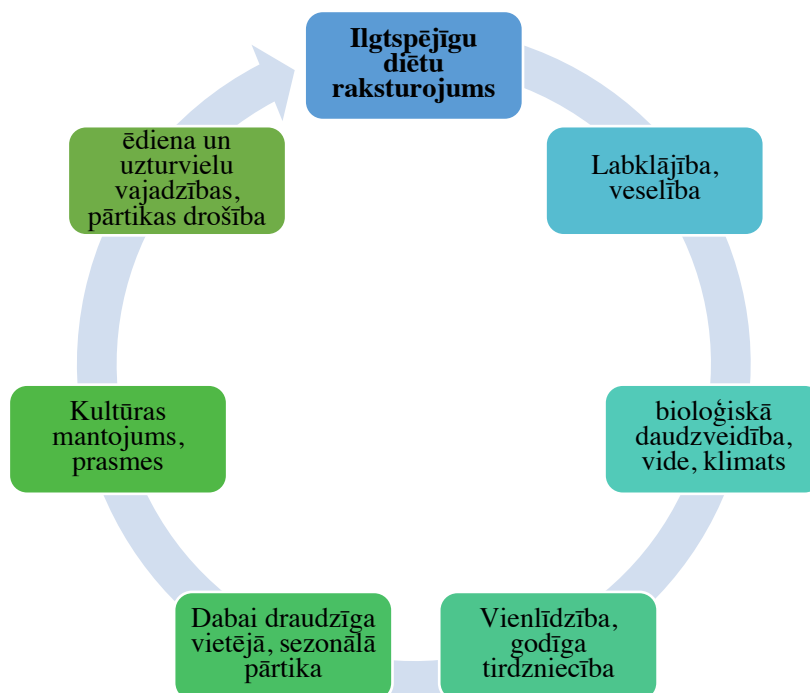 Ilgtspējīgu
diētu
raksturojums
Labklājība,
veselība
bioloģiskā
daudzveidība,
vide, klimats
Vienlīdzība,
godīga
tirdzniecība
Dabai draudzīga
vietējā, sezonālā
pārtika
Kultūras
mantojums,
prasmes
ēdiena un
uzturvielu
vajadzības,
pārtikas drošība